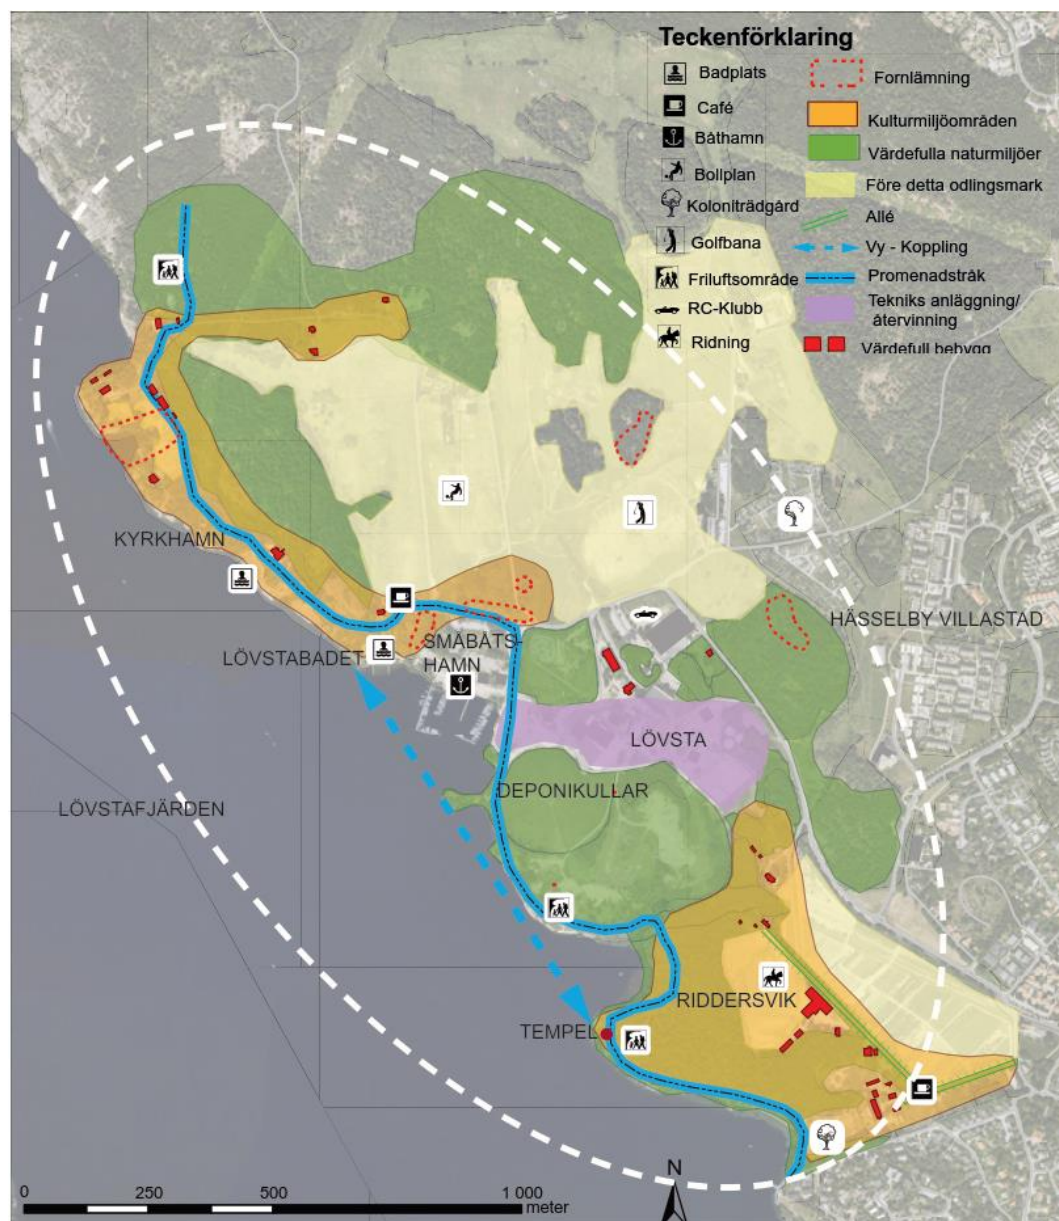 Teckenförklaring
Badplats
Café
Båthamn
Bollplan
Koloniträdgård
Golfbana
Friluftsområde
RC-Klubb
Ridning
Fornlämning
Kulturmiljöområden
Värdefulla naturmiljöer
Före detta odlingsmark
Allé
Vy - Koppling
Promenadstråk
Tekniks anläggning/
återvinning
Värdefull bebygg
KYRKHAMN
HÄSSELBY VILLASTAD
SMÅBÅTS-
HAMN
LÖVSTABADET
LÖVSTA
DEPONIKULLAR
LÖVSTAFJÄRDEN
RIDDERSVIK
TEMPEL
N
0 250 500 1 000
meter